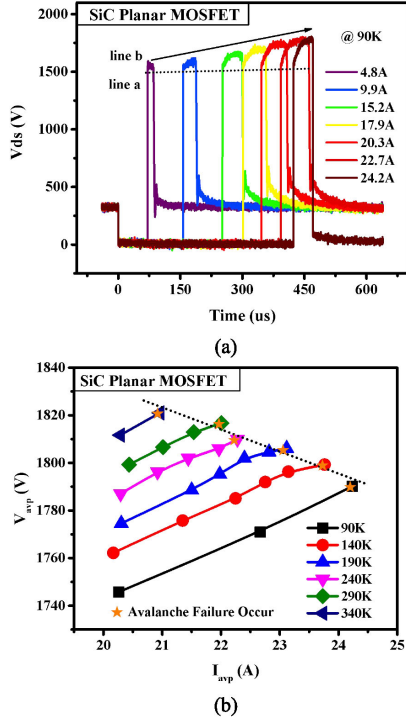 SiC Planar MOSFET
@ 90K
line b
line a
4.8A
9.9A
15.2A
17.9A
20.3A
22.7A
24.2A
2000
1500
1000
500
0
Vds (V)
0
150
300
450
600
Time (us)
(a)
SiC Planar MOSFET
1840
1820
1800
1780
1760
1740
V_avp (V)
90K
140K
190K
240K
290K
340K
Avalanche Failure Occur
20
21
22
23
24
25
I_avp (A)
(b)